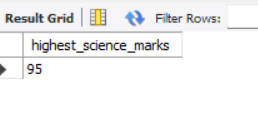 Result Grid Filter Rows:
highest_science_marks
95